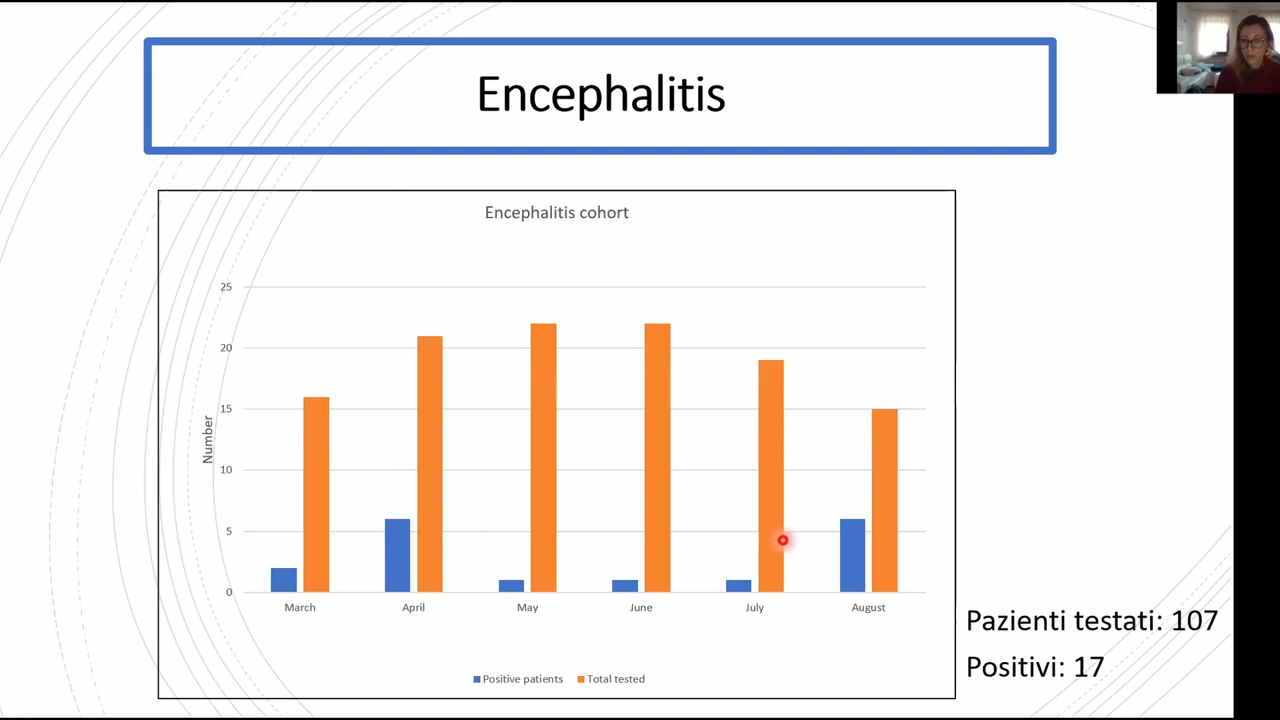 Encephalitis
Encephalitis cohort
25
20
15
10
5
0
Number
March April May June July August
Positive patients Total tested
Pazienti testati: 107
Positivi: 17